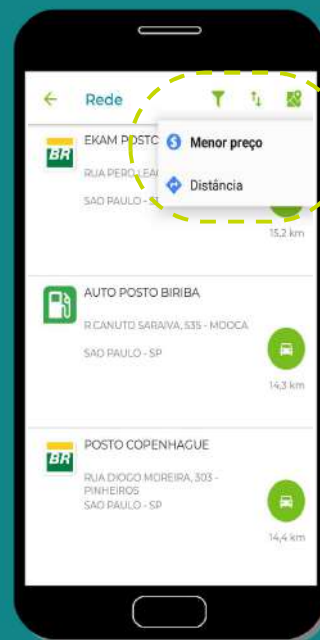 Rede
EKAM POSTO
Menor preço
Distância
SAO PAULO - S
15,2 km
AUTO POSTO BIRIBA
R.CANUTO SARAIVA, 535 - MOOCA
SAO PAULO - SP
14,3 km
BR
POSTO COPENHAGUE
RUA DIOGO MOREIRA, 303 -
PINHEIROS
SAO PAULO - SP
14,4 km
BR